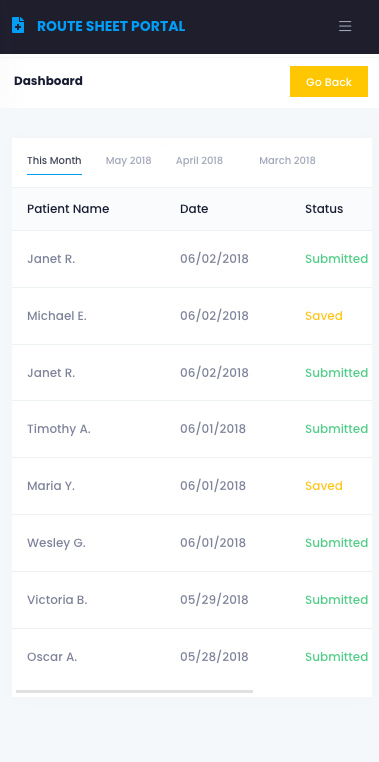 ROUTE SHEET PORTAL
Dashboard Go Back
This Month May 2018 April 2018 March 2018
Patient Name Date Status
Janet R. 06/02/2018 Submitted
Michael E. 06/02/2018 Saved
Janet R. 06/02/2018 Submitted
Timothy A. 06/01/2018 Submitted
Maria Y. 06/01/2018 Saved
Wesley G. 06/01/2018 Submitted
Victoria B. 05/29/2018 Submitted
Oscar A. 05/28/2018 Submitted